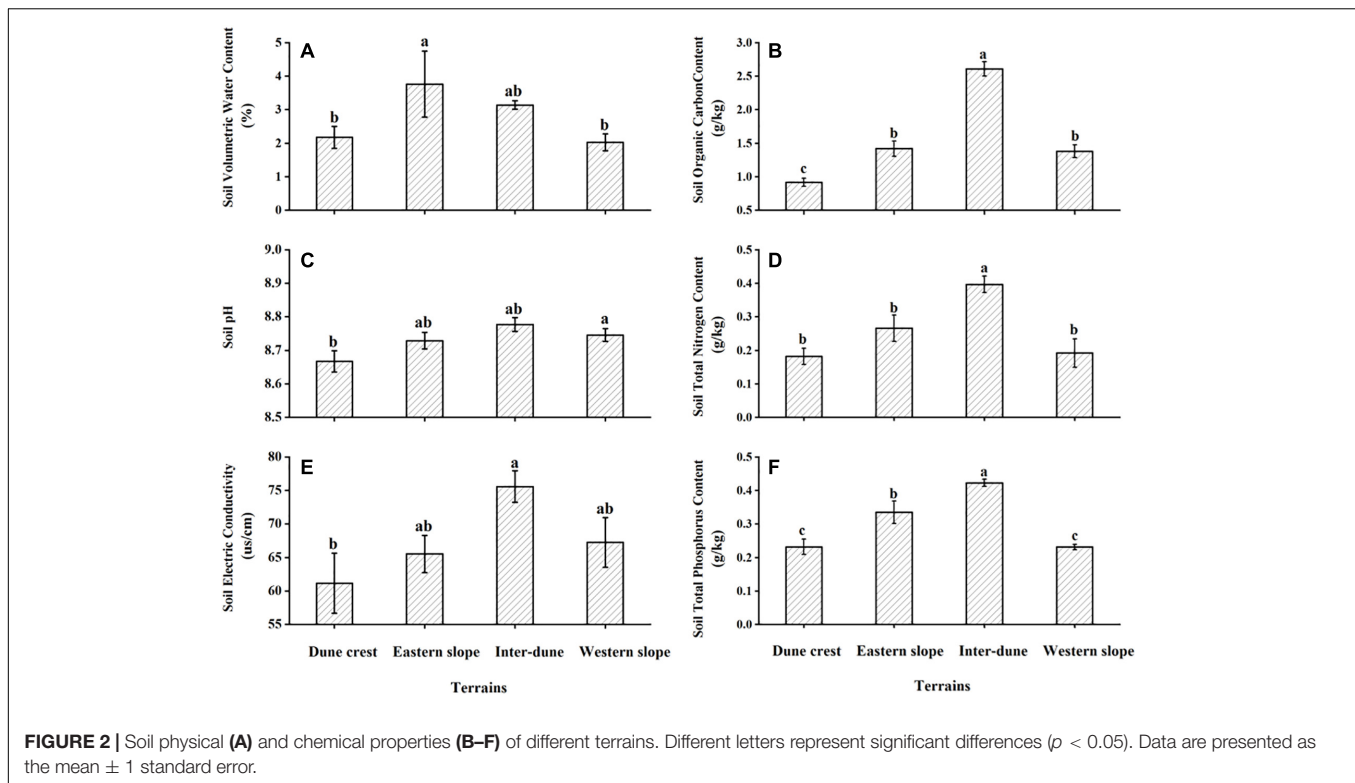 A
Soil Volumetric Water Content
(%)
5
4
3
2
1
0
b
a
ab
b
B
Soil Organic CarbonContent
(g/kg)
3.0
2.5
2.0
1.5
1.0
0.5
c
b
a
b
C
Soil pH
9.0
8.9
8.8
8.7
8.6
8.5
b
ab
ab
a
D
Soil Total Nitrogen Content
(g/kg)
0.5
0.4
0.3
0.2
0.1
0.0
b
b
a
b
E
Soil Electric Conductivity
(us/cm)
80
75
70
65
60
55
b
ab
a
ab
Dune crest Eastern slope Inter-dune Western slope
Terrains
F
Soil Total Phosphorus Content
(g/kg)
0.5
0.4
0.3
0.2
0.1
0.0
c
b
a
c
Dune crest Eastern slope Inter-dune Western slope
Terrains
FIGURE 2 | Soil physical (A) and chemical properties (B–F) of different terrains. Different letters represent significant differences (p < 0.05). Data are presented as
the mean ± 1 standard error.